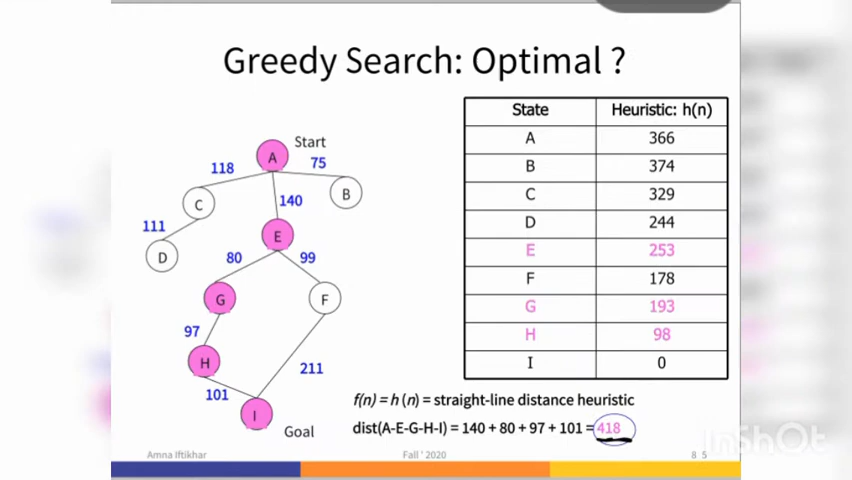 Greedy Search: Optimal ?
Start
A
118
75
C
B
140
111
E
D
80
99
G
F
97
H
211
101
I
Goal
State Heuristic: h(n)
A 366
B 374
C 329
D 244
E 253
F 178
G 193
H 98
I 0
f(n) = h (n) = straight-line distance heuristic
dist(A-E-G-H-I) = 140 + 80 + 97 + 101 = 418
Amna Iftikhar Fall ' 2020 8 5
InShOt